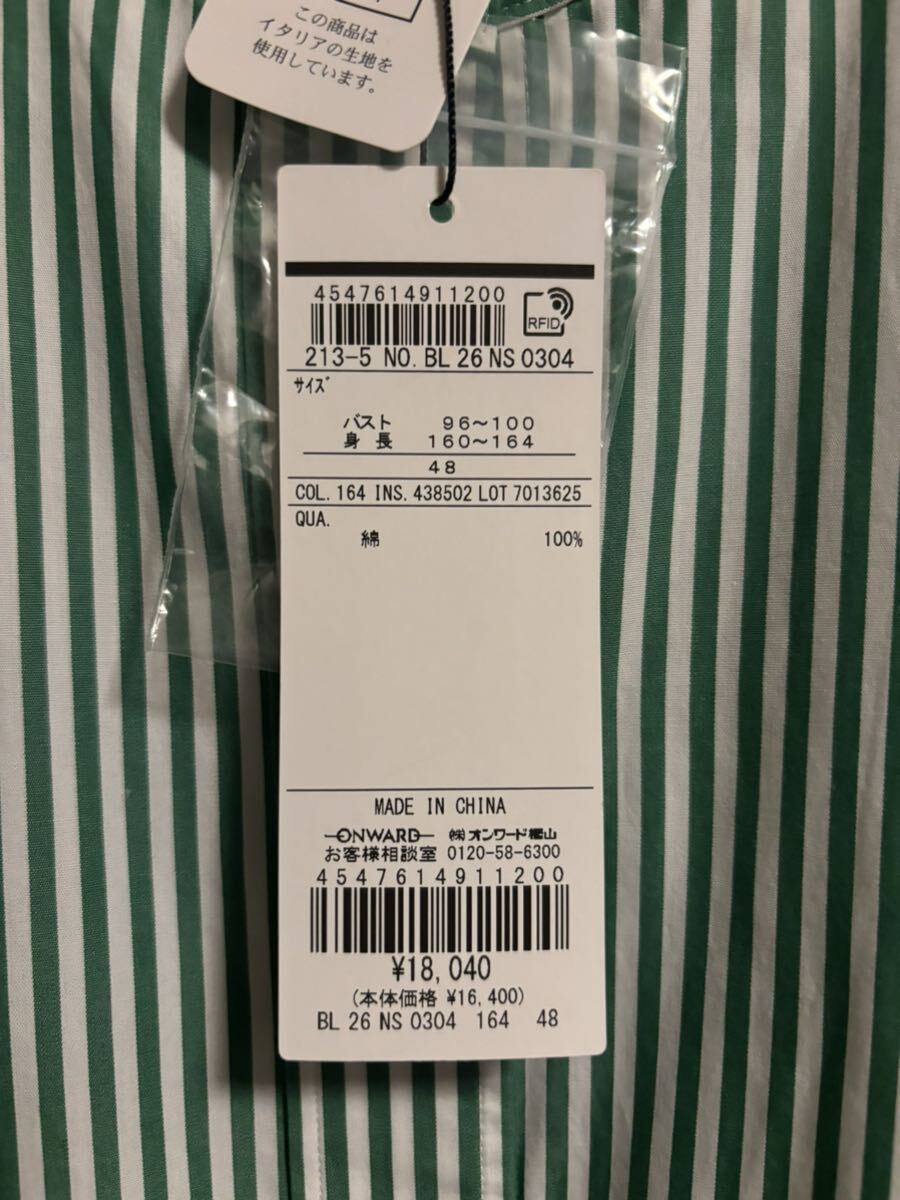 この商品は
イタリアの生地を
使用しています。
4547614911200
RFID
213-5 NO. BL 26 NS 0304
サイズ
バスト 96～100
身長 160～164
48
COL. 164 INS. 438502 LOT 7013625
QUA.
綿 100%
MADE IN CHINA
ONWARD ㈱オンワード樫山
お客様相談室 0120-58-6300
4547614911200
¥18,040
(本体価格 ¥16,400)
BL 26 NS 0304 164 48